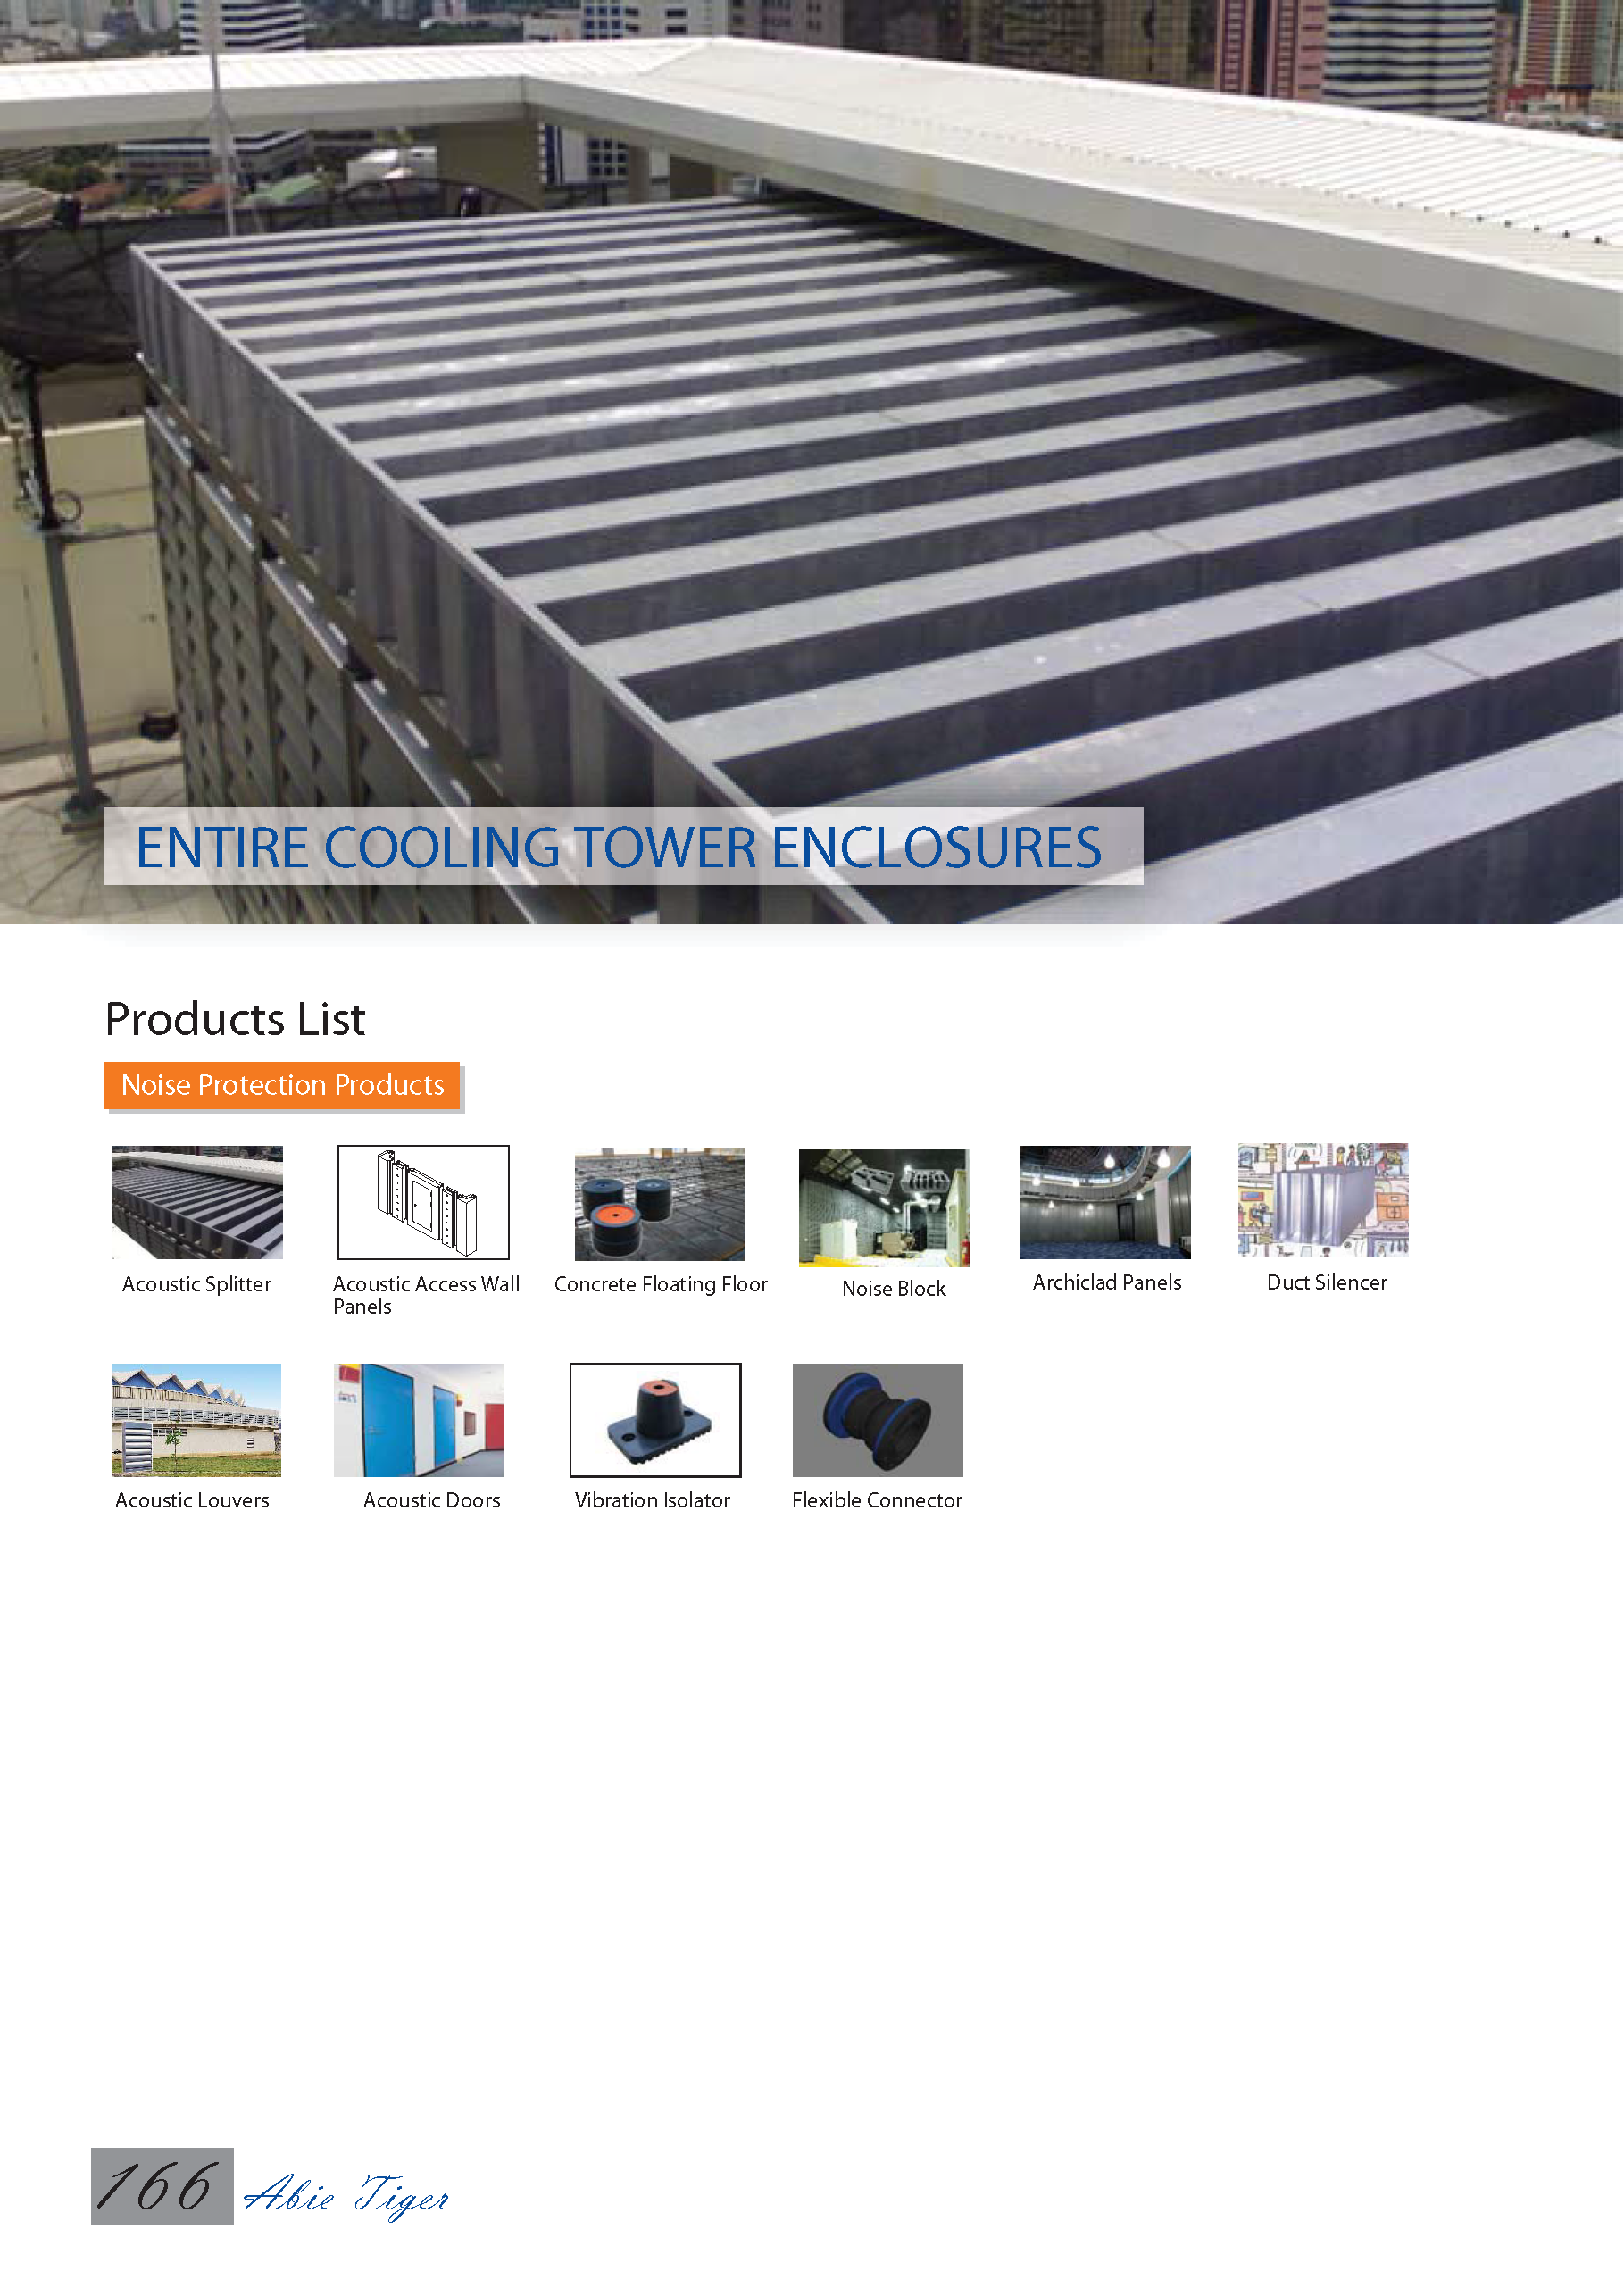 ENTIRE COOLING TOWER ENCLOSURES
Products List
Noise Protection Products
Acoustic Splitter
Acoustic Access Wall
Panels
Concrete Floating Floor
Noise Block
Archiclad Panels
Duct Silencer
Acoustic Louvers
Acoustic Doors
Vibration Isolator
Flexible Connector
166
Abie Tiger